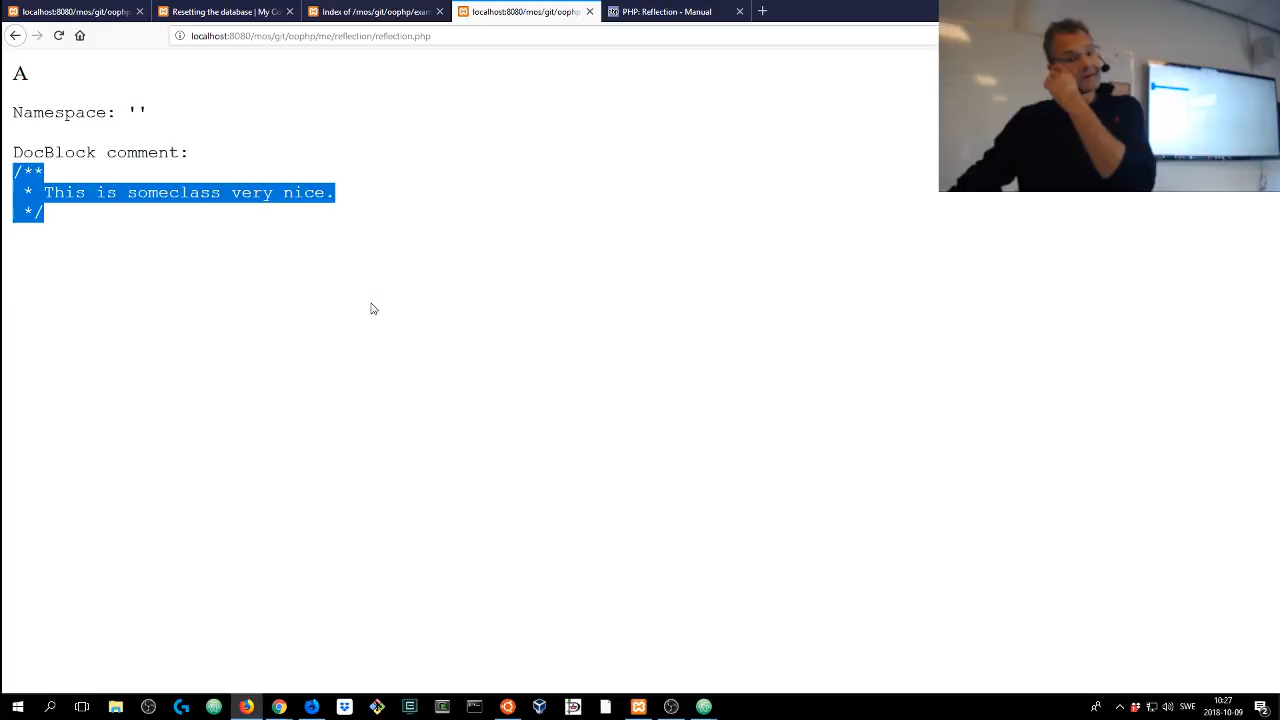 localhost:8080/mos/git/oophp
Resetting the database | My Co
Index of /mos/git/oophp/exam
localhost:8080/mos/git/oophp
PHP: Reflection - Manual
localhost:8080/mos/git/oophp/me/reflection/reflection.php
A
Namespace: ''
DocBlock comment:
/**
* This is someclass very nice.
*/
SWE
10:27
2018-10-09
2